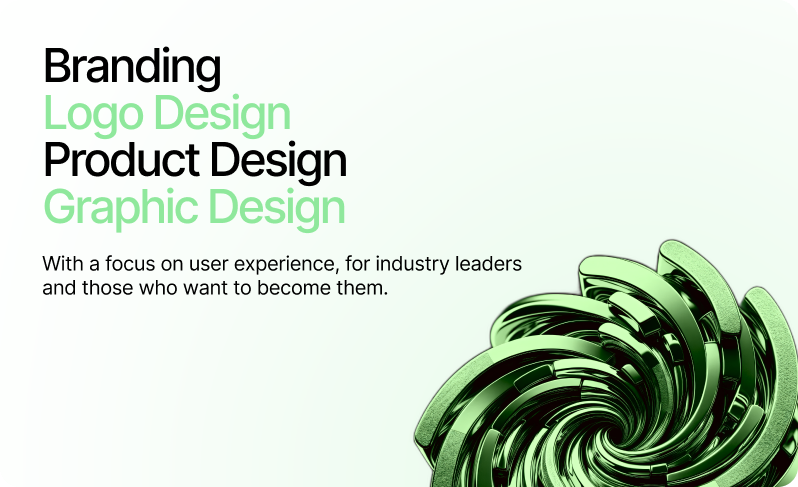 Branding
Logo Design
Product Design
Graphic Design
With a focus on user experience, for industry leaders
and those who want to become them.